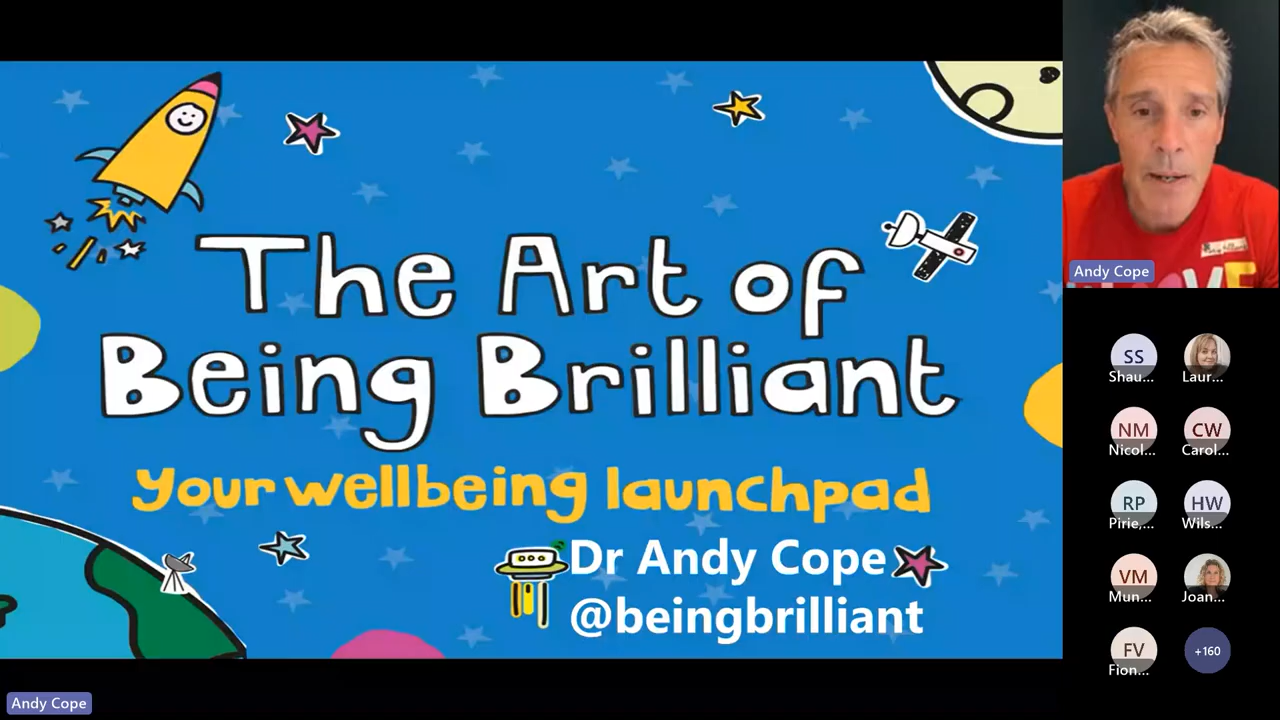 The Art of
Being Brilliant
your wellbeing launchpad
Dr Andy Cope
@beingbrilliant
Andy Cope
Andy Cope
SS
Shau...
Laur...
NM
Nicol...
CW
Carol...
RP
Pirie,...
HW
Wils...
VM
Mun...
Joan...
FV
Fion...
+160